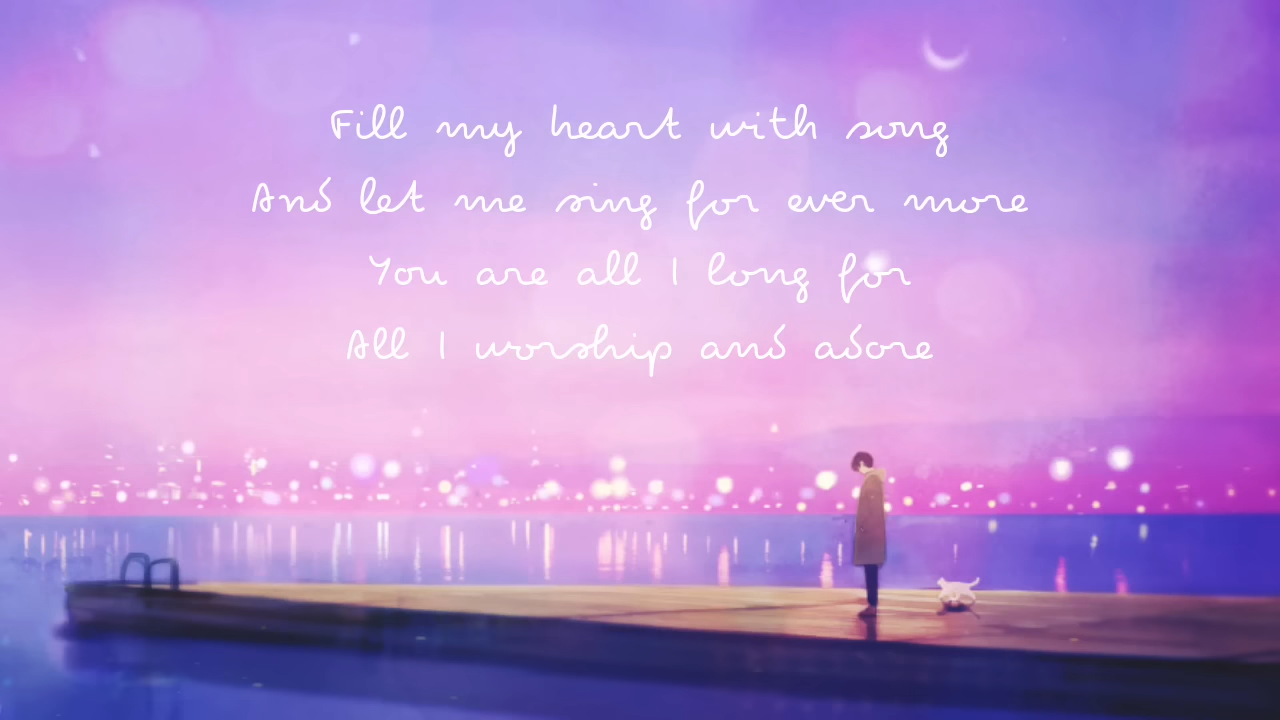 Fill my heart with song
And let me sing for ever more
You are all I long for
All I worship and adore